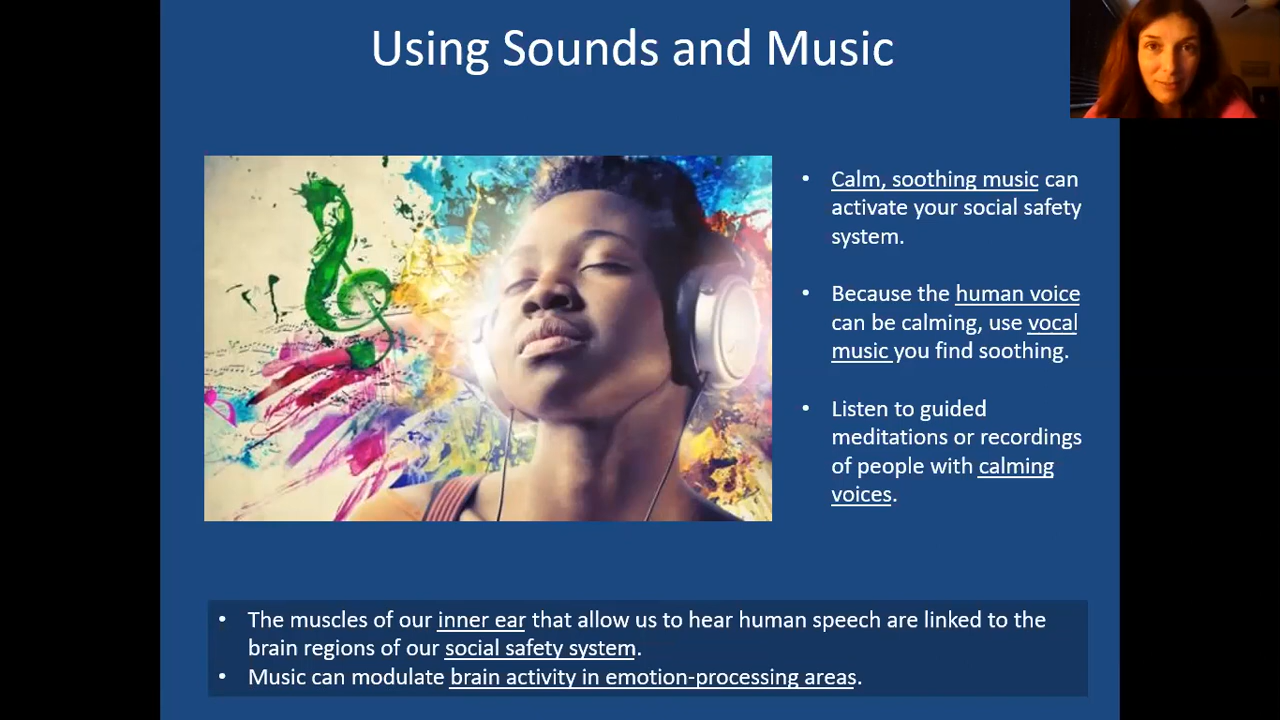 Using Sounds and Music
• Calm, soothing music can
activate your social safety
system.
• Because the human voice
can be calming, use vocal
music you find soothing.
• Listen to guided
meditations or recordings
of people with calming
voices.
• The muscles of our inner ear that allow us to hear human speech are linked to the
brain regions of our social safety system.
• Music can modulate brain activity in emotion-processing areas.